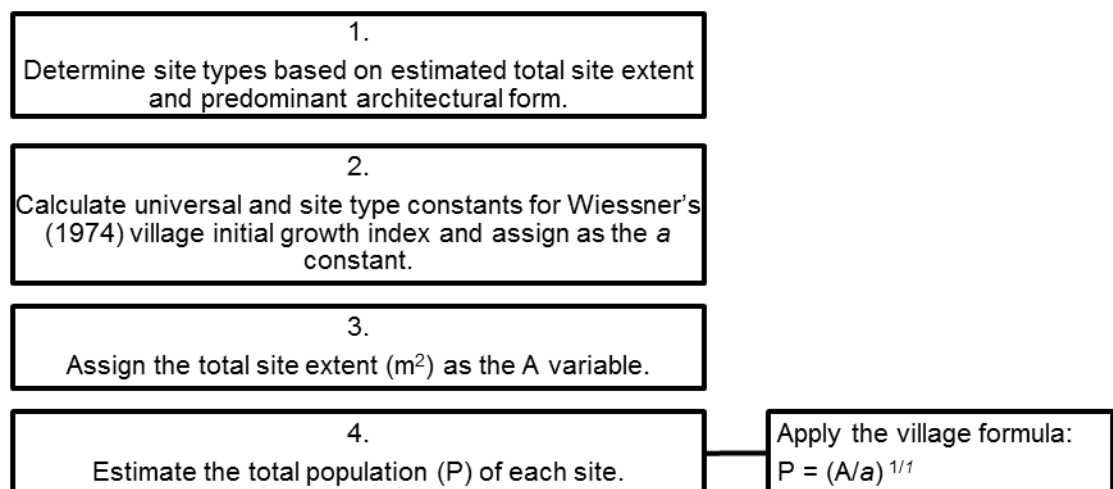 1.
Determine site types based on estimated total site extent
and predominant architectural form.
2.
Calculate universal and site type constants for Wiessner's
(1974) village initial growth index and assign as the a
constant.
3.
Assign the total site extent (m²) as the A variable.
4.
Estimate the total population (P) of each site.
Apply the village formula:
P = (A/a) ¹/¹